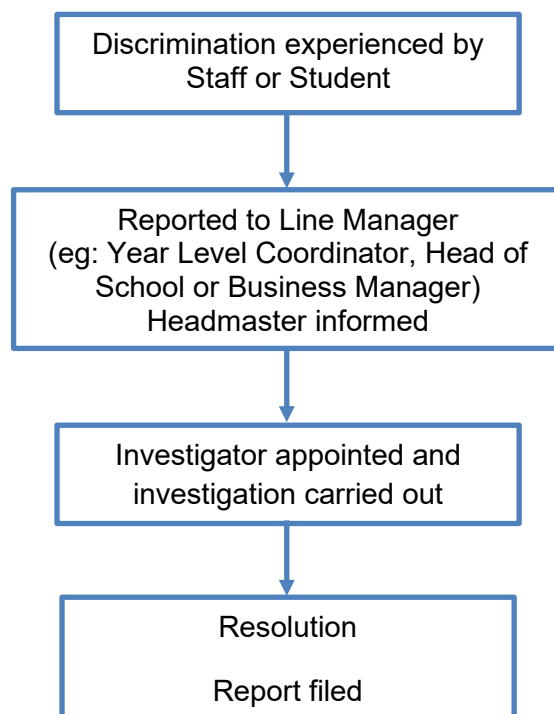 Discrimination experienced by
Staff or Student
Reported to Line Manager
(eg: Year Level Coordinator, Head of
School or Business Manager)
Headmaster informed
Investigator appointed and
investigation carried out
Resolution
Report filed